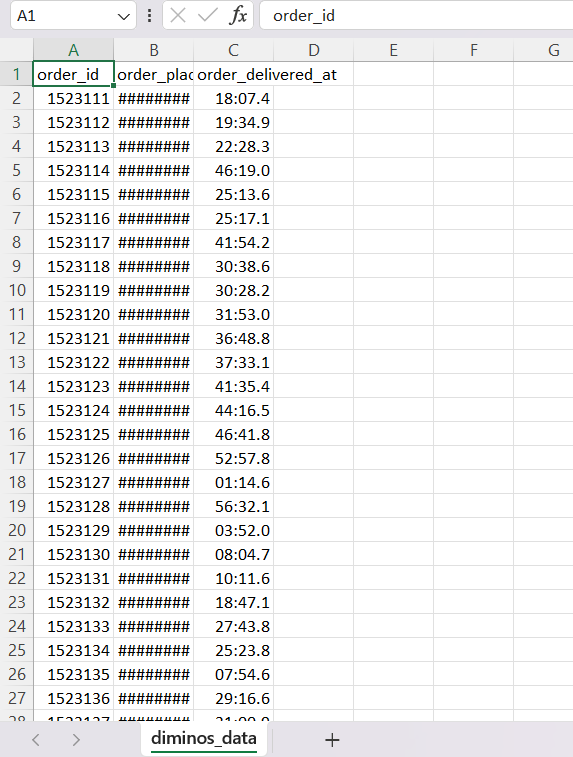 A1 fx order_id
A B C D E F G
1 order_id order_plac order_delivered_at
2 1523111 ######## 18:07.4
3 1523112 ######## 19:34.9
4 1523113 ######## 22:28.3
5 1523114 ######## 46:19.0
6 1523115 ######## 25:13.6
7 1523116 ######## 25:17.1
8 1523117 ######## 41:54.2
9 1523118 ######## 30:38.6
10 1523119 ######## 30:28.2
11 1523120 ######## 31:53.0
12 1523121 ######## 36:48.8
13 1523122 ######## 37:33.1
14 1523123 ######## 41:35.4
15 1523124 ######## 44:16.5
16 1523125 ######## 46:41.8
17 1523126 ######## 52:57.8
18 1523127 ######## 01:14.6
19 1523128 ######## 56:32.1
20 1523129 ######## 03:52.0
21 1523130 ######## 08:04.7
22 1523131 ######## 10:11.6
23 1523132 ######## 18:47.1
24 1523133 ######## 27:43.8
25 1523134 ######## 25:23.8
26 1523135 ######## 07:54.6
27 1523136 ######## 29:16.6
28 1523137 ########
diminos_data